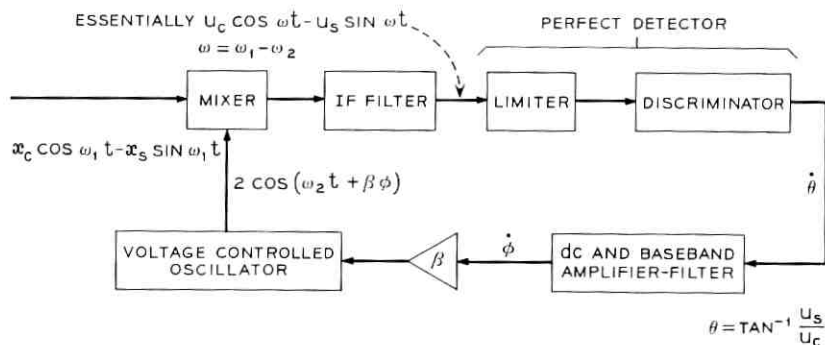 ESSENTIALLY u_C COS ωt-u_S SIN ωt
ω = ω_1 - ω_2
PERFECT DETECTOR
MIXER
IF FILTER
LIMITER
DISCRIMINATOR
x_C COS ω_1 t-x_S SIN ω_1 t
2 COS (ω_2 t + βφ)
θ̇
VOLTAGE CONTROLLED
OSCILLATOR
β
φ̇
dC AND BASEBAND
AMPLIFIER-FILTER
θ = TAN⁻¹ u_S/u_C